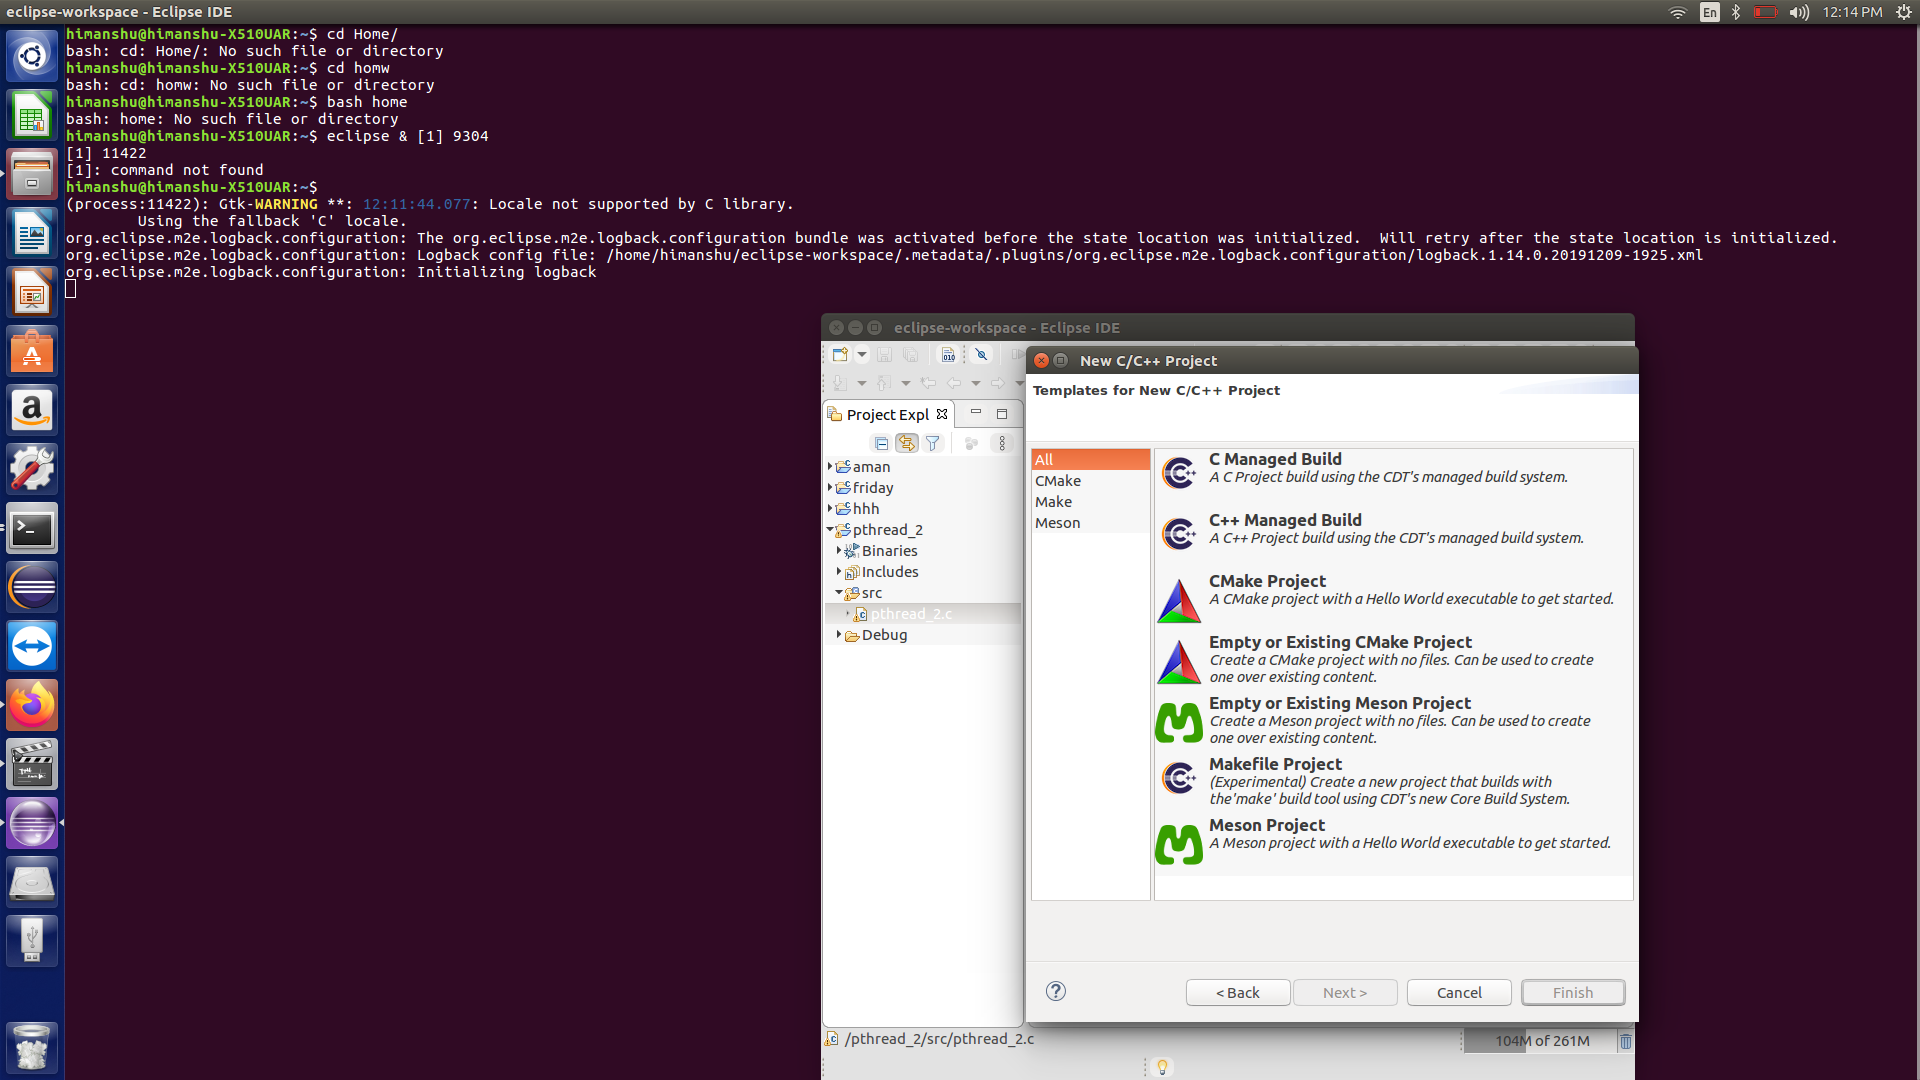 eclipse-workspace - Eclipse IDE
En
12:14 PM
himanshu@himanshu-X510UAR:~$ cd Home/
bash: cd: Home/: No such file or directory
himanshu@himanshu-X510UAR:~$ cd homw
bash: cd: homw: No such file or directory
himanshu@himanshu-X510UAR:~$ bash home
bash: home: No such file or directory
himanshu@himanshu-X510UAR:~$ eclipse & [1] 9304
[1] 11422
[1]: command not found
himanshu@himanshu-X510UAR:~$
(process:11422): Gtk-WARNING **: 12:11:44.077: Locale not supported by C library.
Using the fallback 'C' locale.
org.eclipse.m2e.logback.configuration: The org.eclipse.m2e.logback.configuration bundle was activated before the state location was initialized.  Will retry after the state location is initialized.
org.eclipse.m2e.logback.configuration: Logback config file: /home/himanshu/eclipse-workspace/.metadata/.plugins/org.eclipse.m2e.logback.configuration/logback.1.14.0.20191209-1925.xml
org.eclipse.m2e.logback.configuration: Initializing logback
eclipse-workspace - Eclipse IDE
Project Expl
aman
friday
hhh
pthread_2
Binaries
Includes
src
pthread_2.c
Debug
New C/C++ Project
Templates for New C/C++ Project
All
CMake
Make
Meson
C Managed Build
A C Project build using the CDT's managed build system.
C++ Managed Build
A C++ Project build using the CDT's managed build system.
CMake Project
A CMake project with a Hello World executable to get started.
Empty or Existing CMake Project
Create a CMake project with no files. Can be used to create
one over existing content.
Empty or Existing Meson Project
Create a Meson project with no files. Can be used to create
one over existing content.
Makefile Project
(Experimental) Create a new project that builds with
the'make' build tool using CDT's new Core Build System.
Meson Project
A Meson project with a Hello World executable to get started.
< Back
Next >
Cancel
Finish
/pthread_2/src/pthread_2.c
104M of 261M